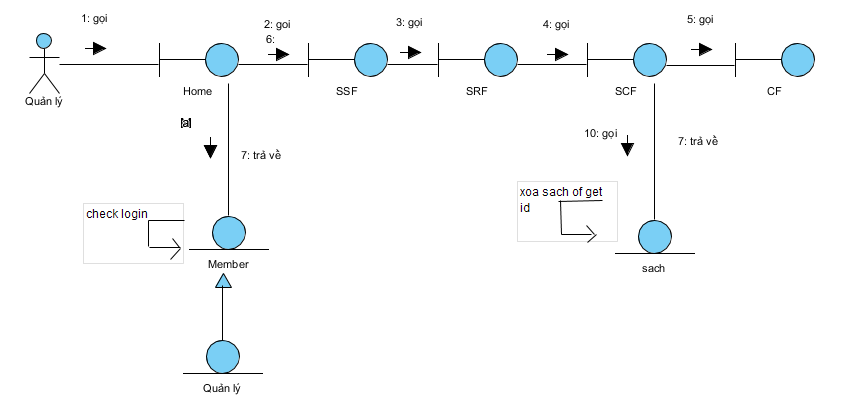 1: gọi
2: goi
6:
3: gọi
4: gọi
5: gọi
Quản lý
Home
SSF
SRF
SCF
CF
[a]
7: trả về
10: gọi
7: trả về
check login
xoa sach of get
id
Member
sach
Quản lý